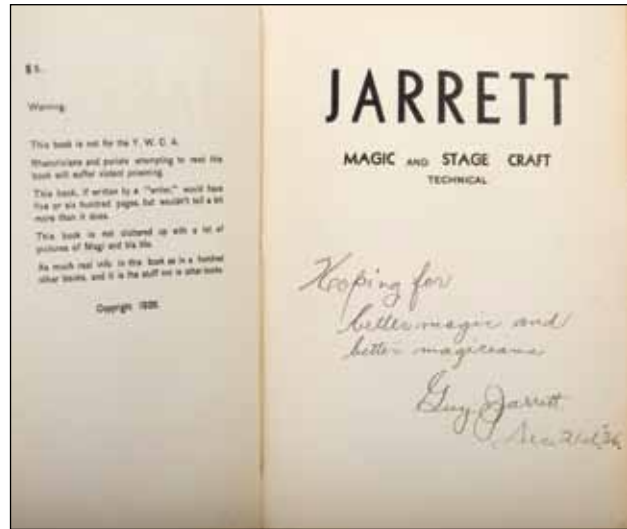 $5.
Warning.
This book is not for the Y. W. C. A.
Rhetoricians and purists attempting to read this
book will suffer violent poisoning.
This book, if written by a "writer," would have
five or six hundred pages, but wouldn't tell a bit
more than it does.
This book is not cluttered up with a lot of
pictures of Magi and his life.
As much real info in this book as in a hundred
other books, and it is the stuff not in other books.
Copyright 1936.
JARRETT
MAGIC AND STAGE CRAFT
TECHNICAL
Hoping for
better magic and
better magicians
Guy Jarrett